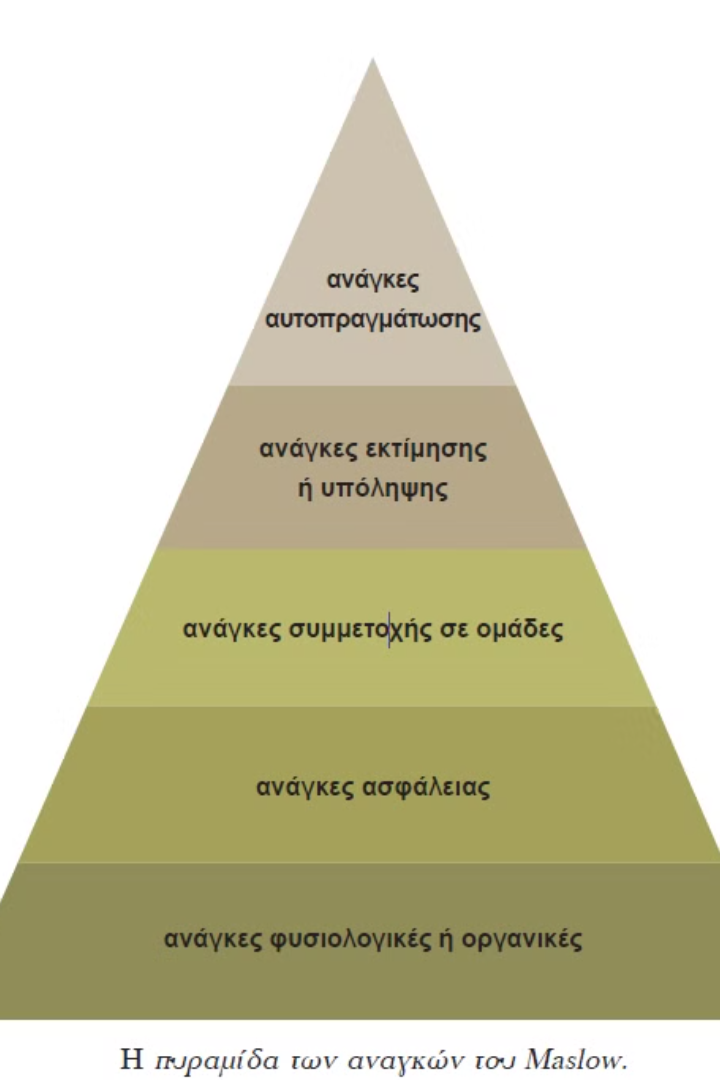 ανάγκες
αυτοπραγμάτωσης
ανάγκες εκτίμησης
ή υπόληψης
ανάγκες συμμετοχής σε ομάδες
ανάγκες ασφάλειας
ανάγκες φυσιολογικές ή οργανικές
Η πυραμίδα των αναγκών του Maslow.